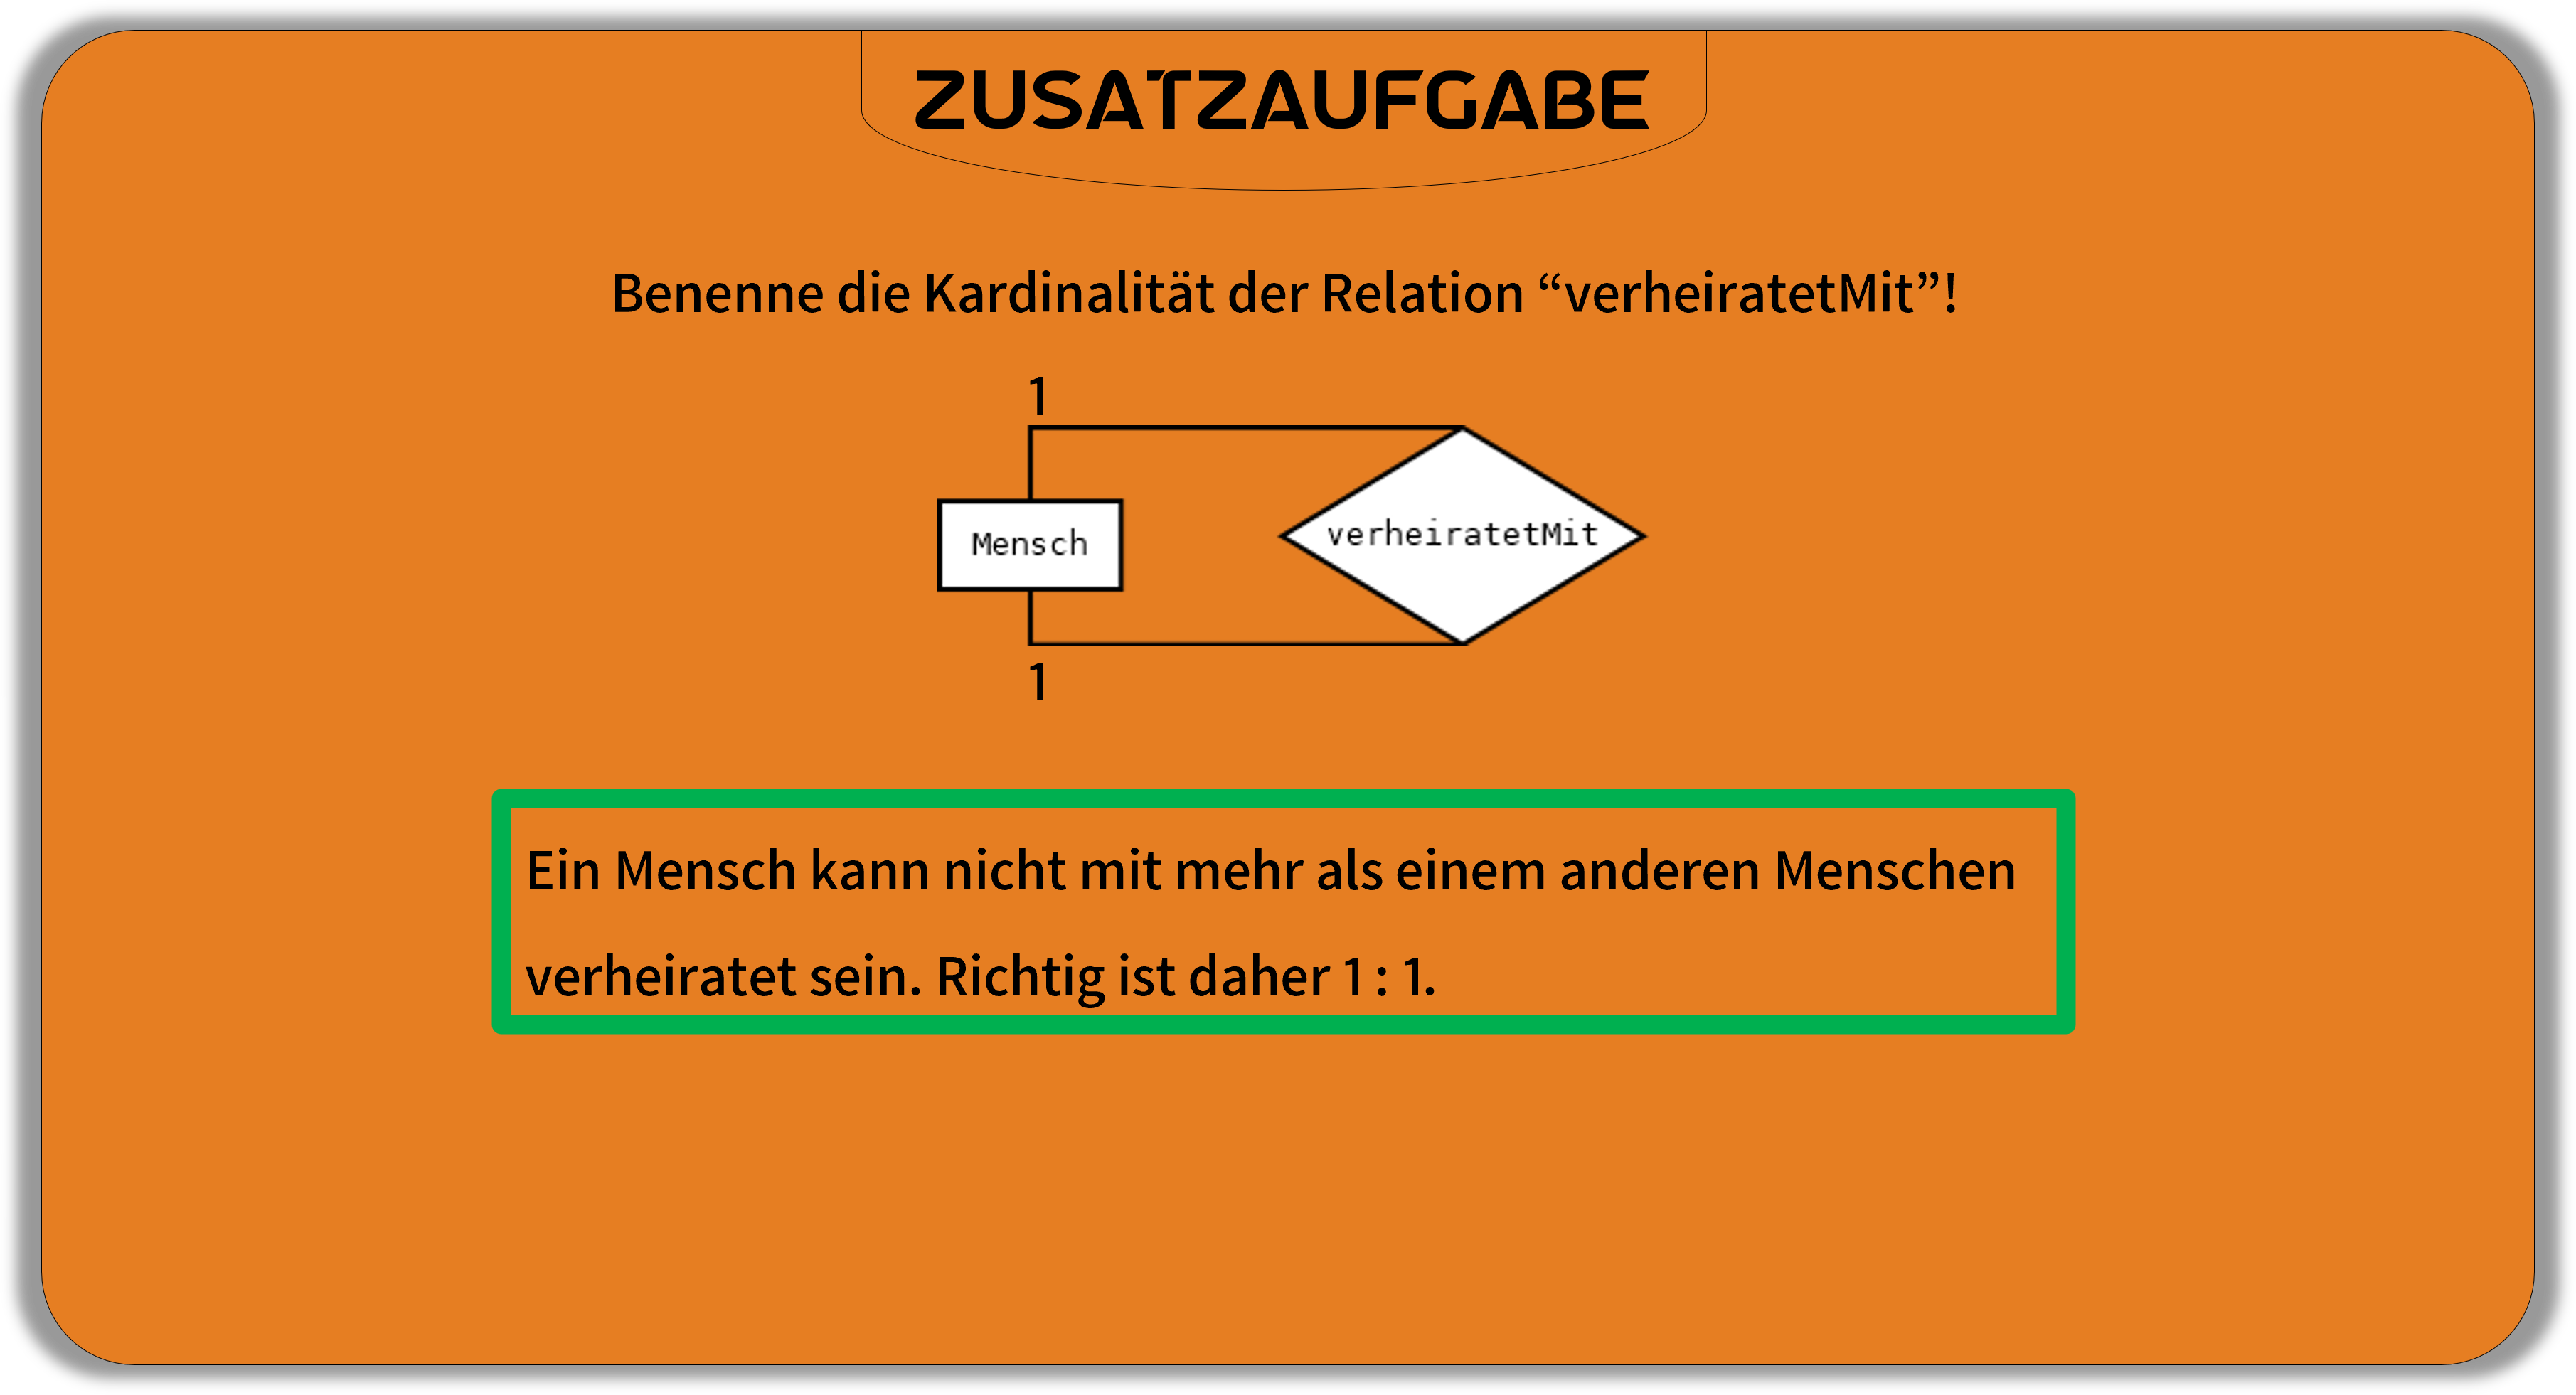 ZUSATZAUFGABE
Benenne die Kardinalität der Relation “verheiratetMit”!
1
Mensch
verheiratetMit
1
Ein Mensch kann nicht mit mehr als einem anderen Menschen
verheiratet sein. Richtig ist daher 1 : 1.